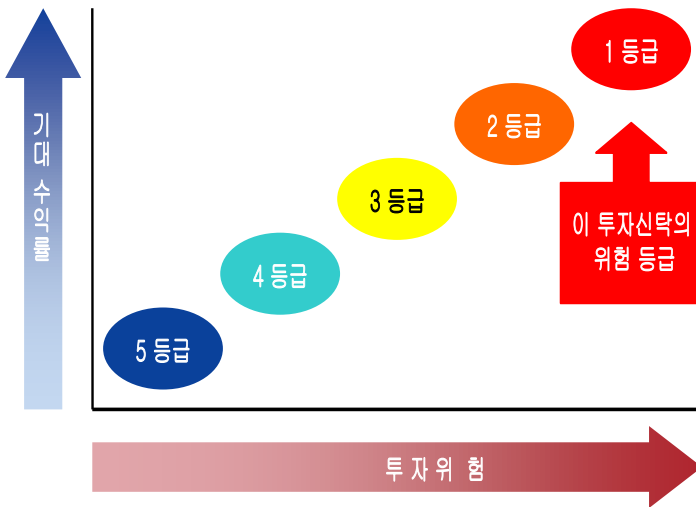 1 등급
2 등급
기대 수익률
3 등급
이 투자신탁의
위험 등급
4 등급
5 등급
투자위 험